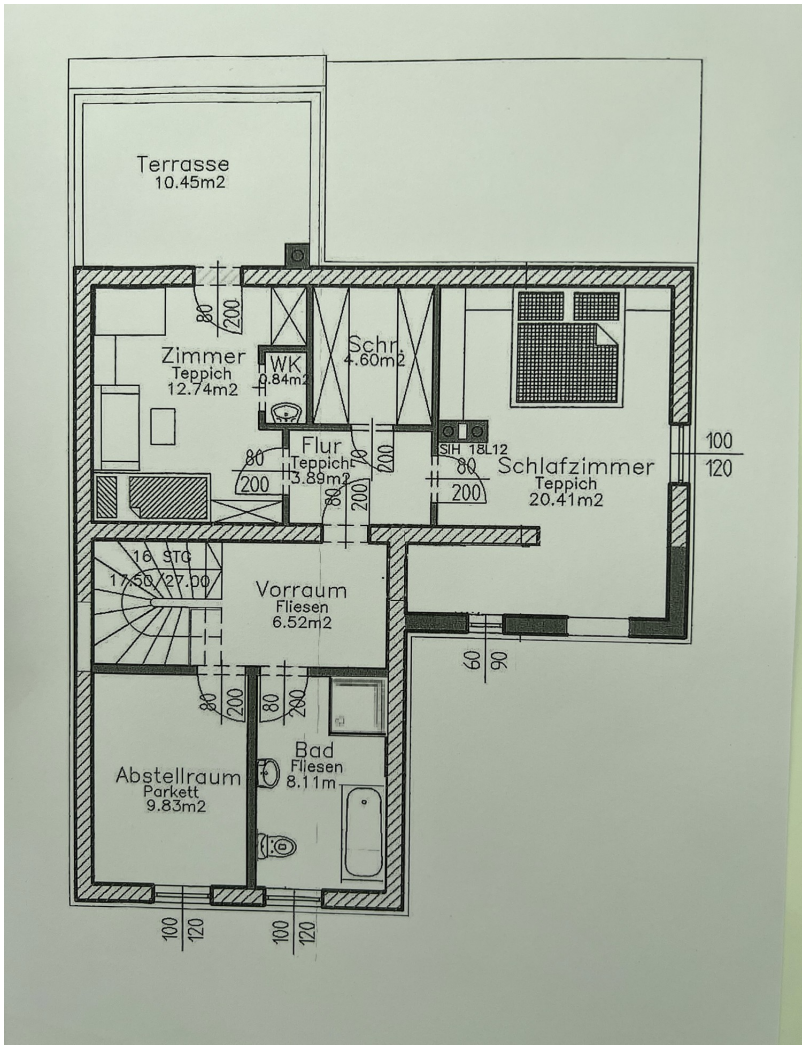 Terrasse
10.45m2
80
200
Zimmer
Teppich
12.74m2
WK
0.84m2
Schr.
4.60m2
Flur
Teppich
3.89m2
80
200
70
200
80
200
SIH 18L12
80
200
Schlafzimmer
Teppich
20.41m2
100
120
16 STG
17.50/27.00
Vorraum
Fliesen
6.52m2
60
90
80
200
80
200
Abstellraum
Parkett
9.83m2
Bad
Fliesen
8.11m
100
120
100
120